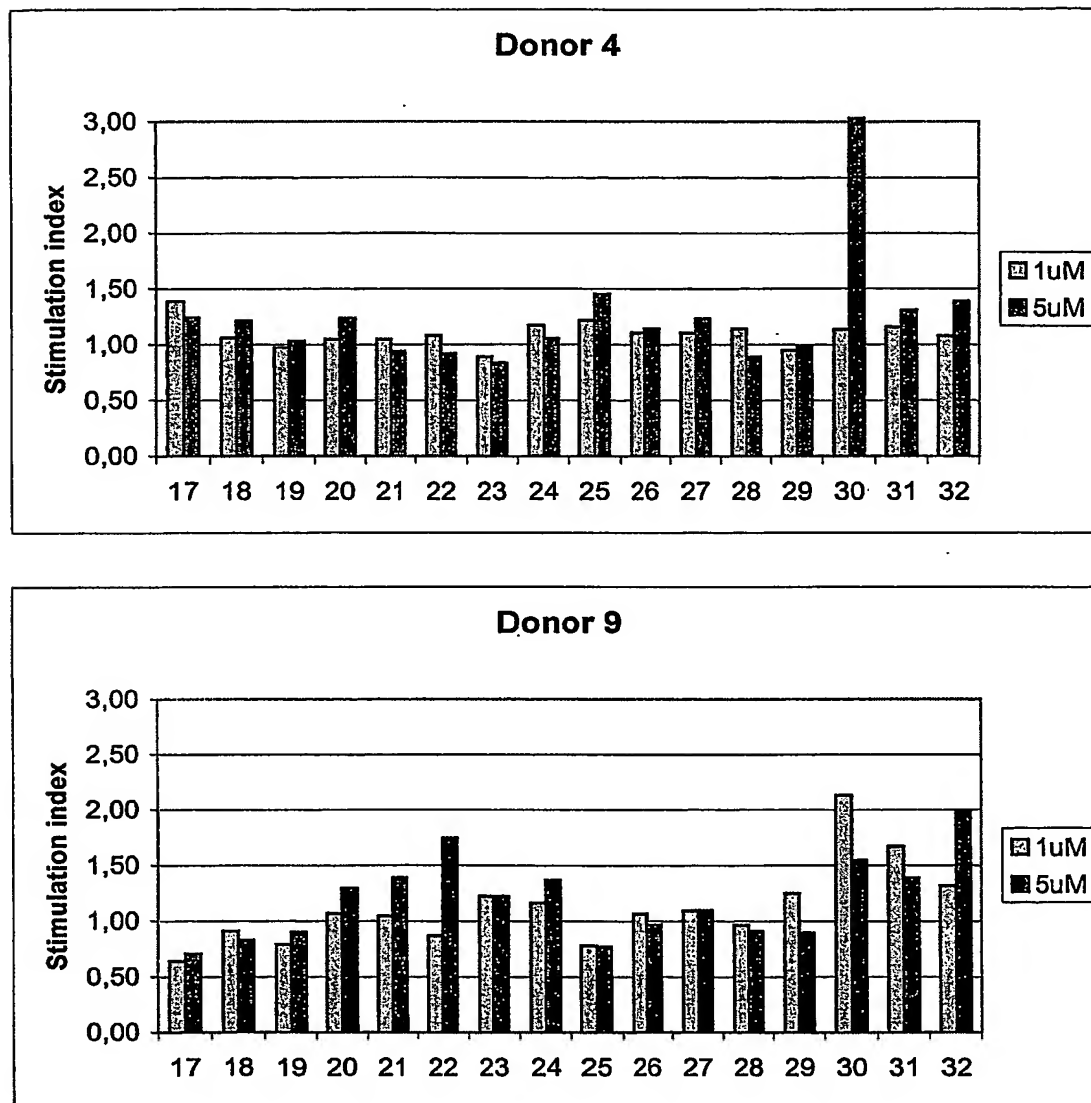 Donor 4
Stimulation index
3,00
2,50
2,00
1,50
1,00
0,50
0,00
17 18 19 20 21 22 23 24 25 26 27 28 29 30 31 32
1uM
5uM
Donor 9
Stimulation index
3,00
2,50
2,00
1,50
1,00
0,50
0,00
17 18 19 20 21 22 23 24 25 26 27 28 29 30 31 32
1uM
5uM